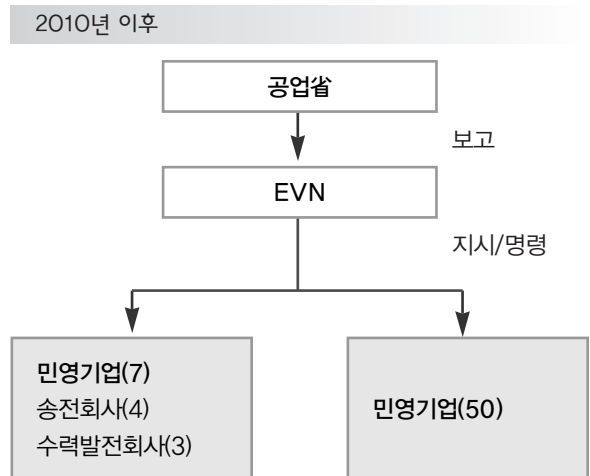 2010년 이후
공업省
보고
EVN
지시/명령
민영기업(7)
송전회사(4)
수력발전회사(3)
민영기업(50)